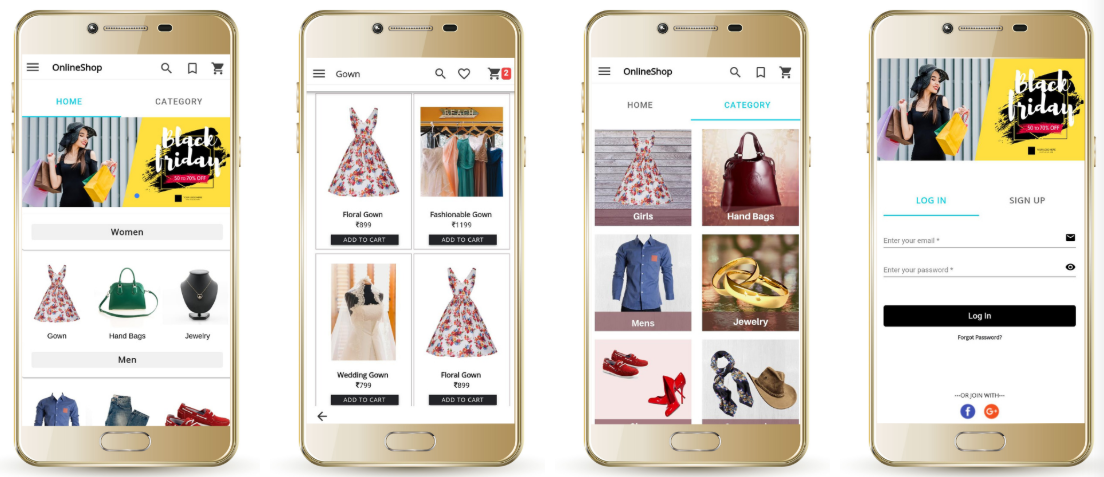 OnlineShop
HOME CATEGORY
Black
friday
50 to 70% OFF
Women
Gown Hand Bags Jewelry
Men
Gown
2
BEACH
Floral Gown Fashionable Gown
₹899 ₹1199
ADD TO CART ADD TO CART
Wedding Gown Floral Gown
₹799 ₹899
ADD TO CART ADD TO CART
OnlineShop
HOME CATEGORY
Girls Hand Bags
Mens Jewelry
Black
friday
50 to 70% OFF
LOG IN SIGN UP
Enter your email *
Enter your password *
Log In
Forgot Password?
---OR JOIN WITH---
f G+